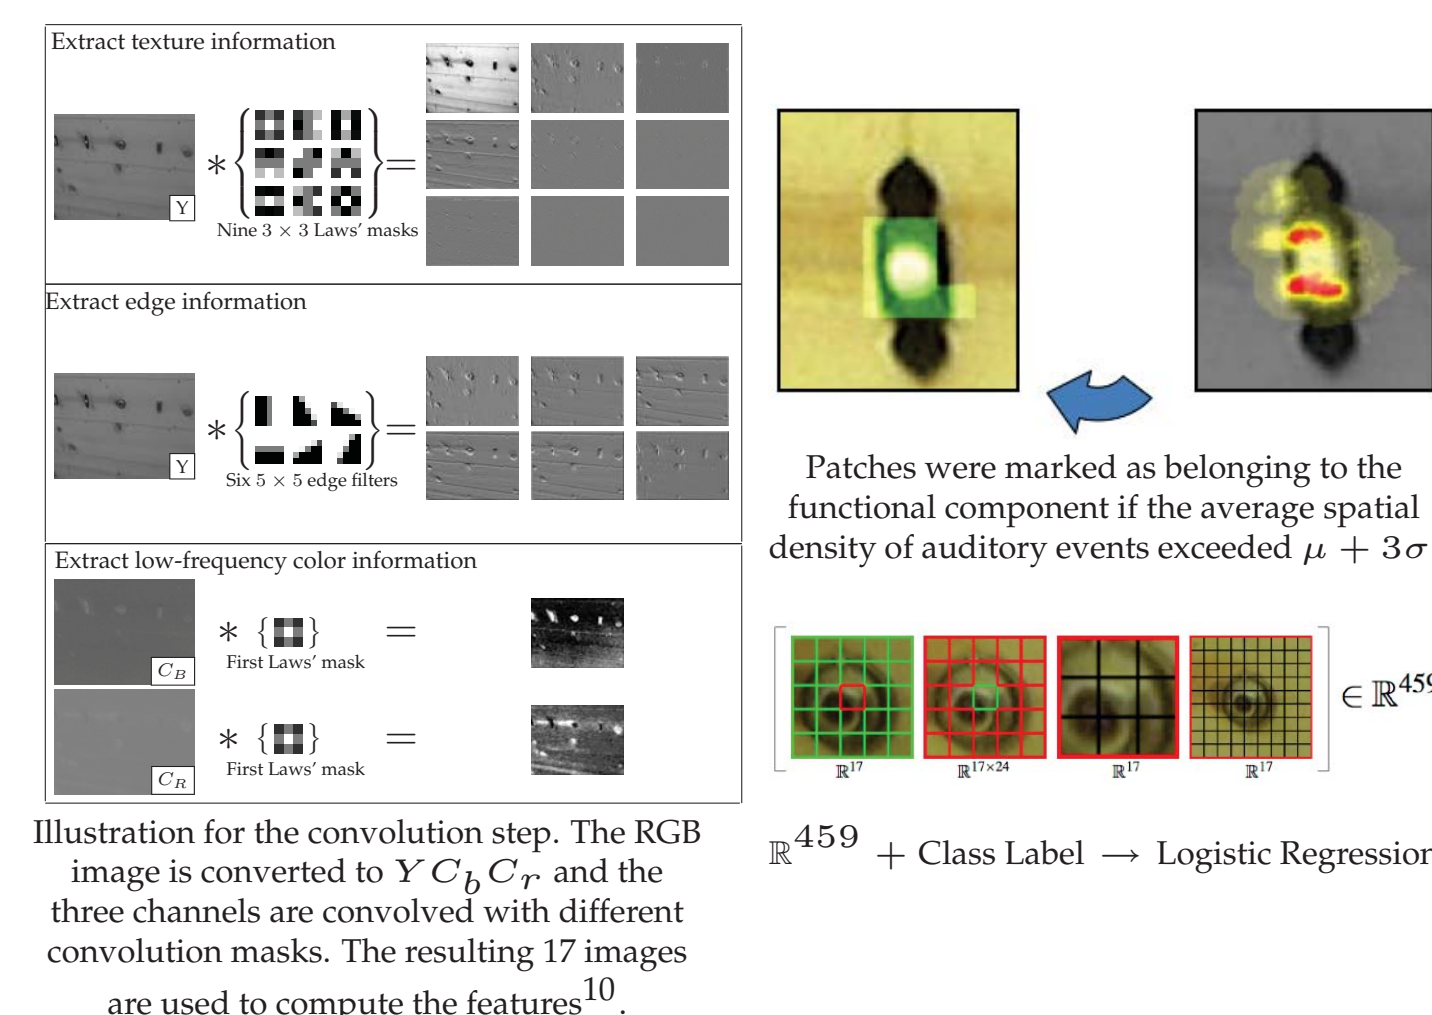 Extract texture information
Y
* { } =
Nine 3 × 3 Laws' masks
Extract edge information
Y
* { } =
Six 5 × 5 edge filters
Extract low-frequency color information
C_B
* { } =
First Laws' mask
C_R
* { } =
First Laws' mask
Illustration for the convolution step. The RGB
image is converted to Y C_b C_r and the
three channels are convolved with different
convolution masks. The resulting 17 images
are used to compute the features^10.
Patches were marked as belonging to the
functional component if the average spatial
density of auditory events exceeded μ + 3σ
[ ] ∈ ℝ^459
ℝ^17 ℝ^17×24 ℝ^17 ℝ^17
ℝ^459 + Class Label → Logistic Regression